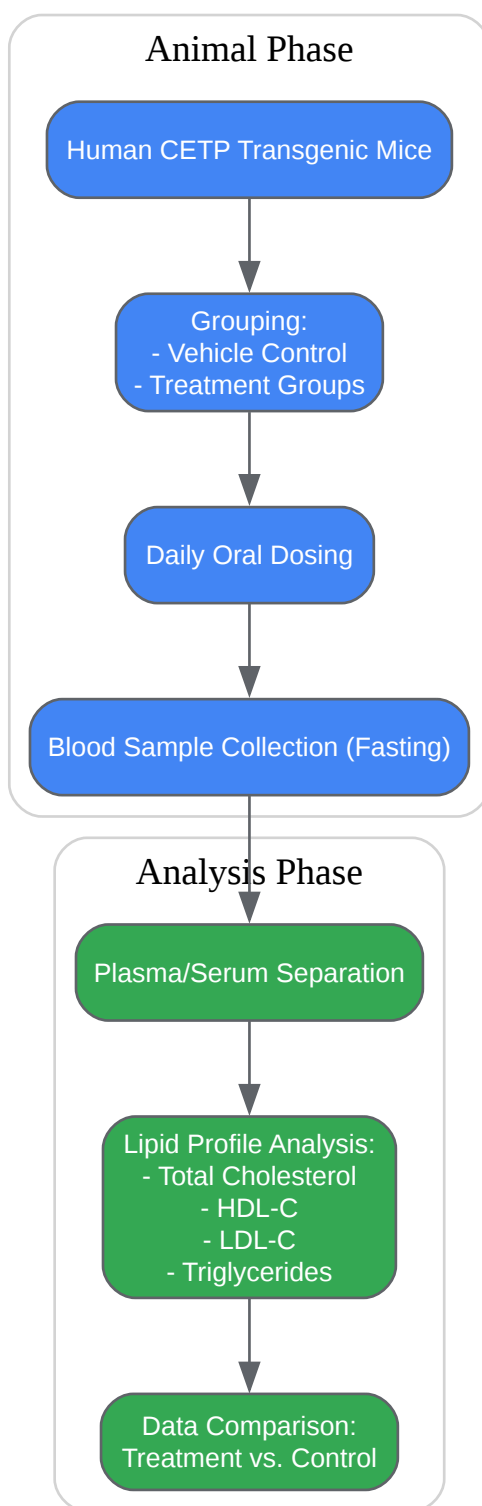 Animal Phase
Human CETP Transgenic Mice
Grouping:
- Vehicle Control
- Treatment Groups
Daily Oral Dosing
Blood Sample Collection (Fasting)
Analysis Phase
Plasma/Serum Separation
Lipid Profile Analysis:
- Total Cholesterol
- HDL-C
- LDL-C
- Triglycerides
Data Comparison:
Treatment vs. Control